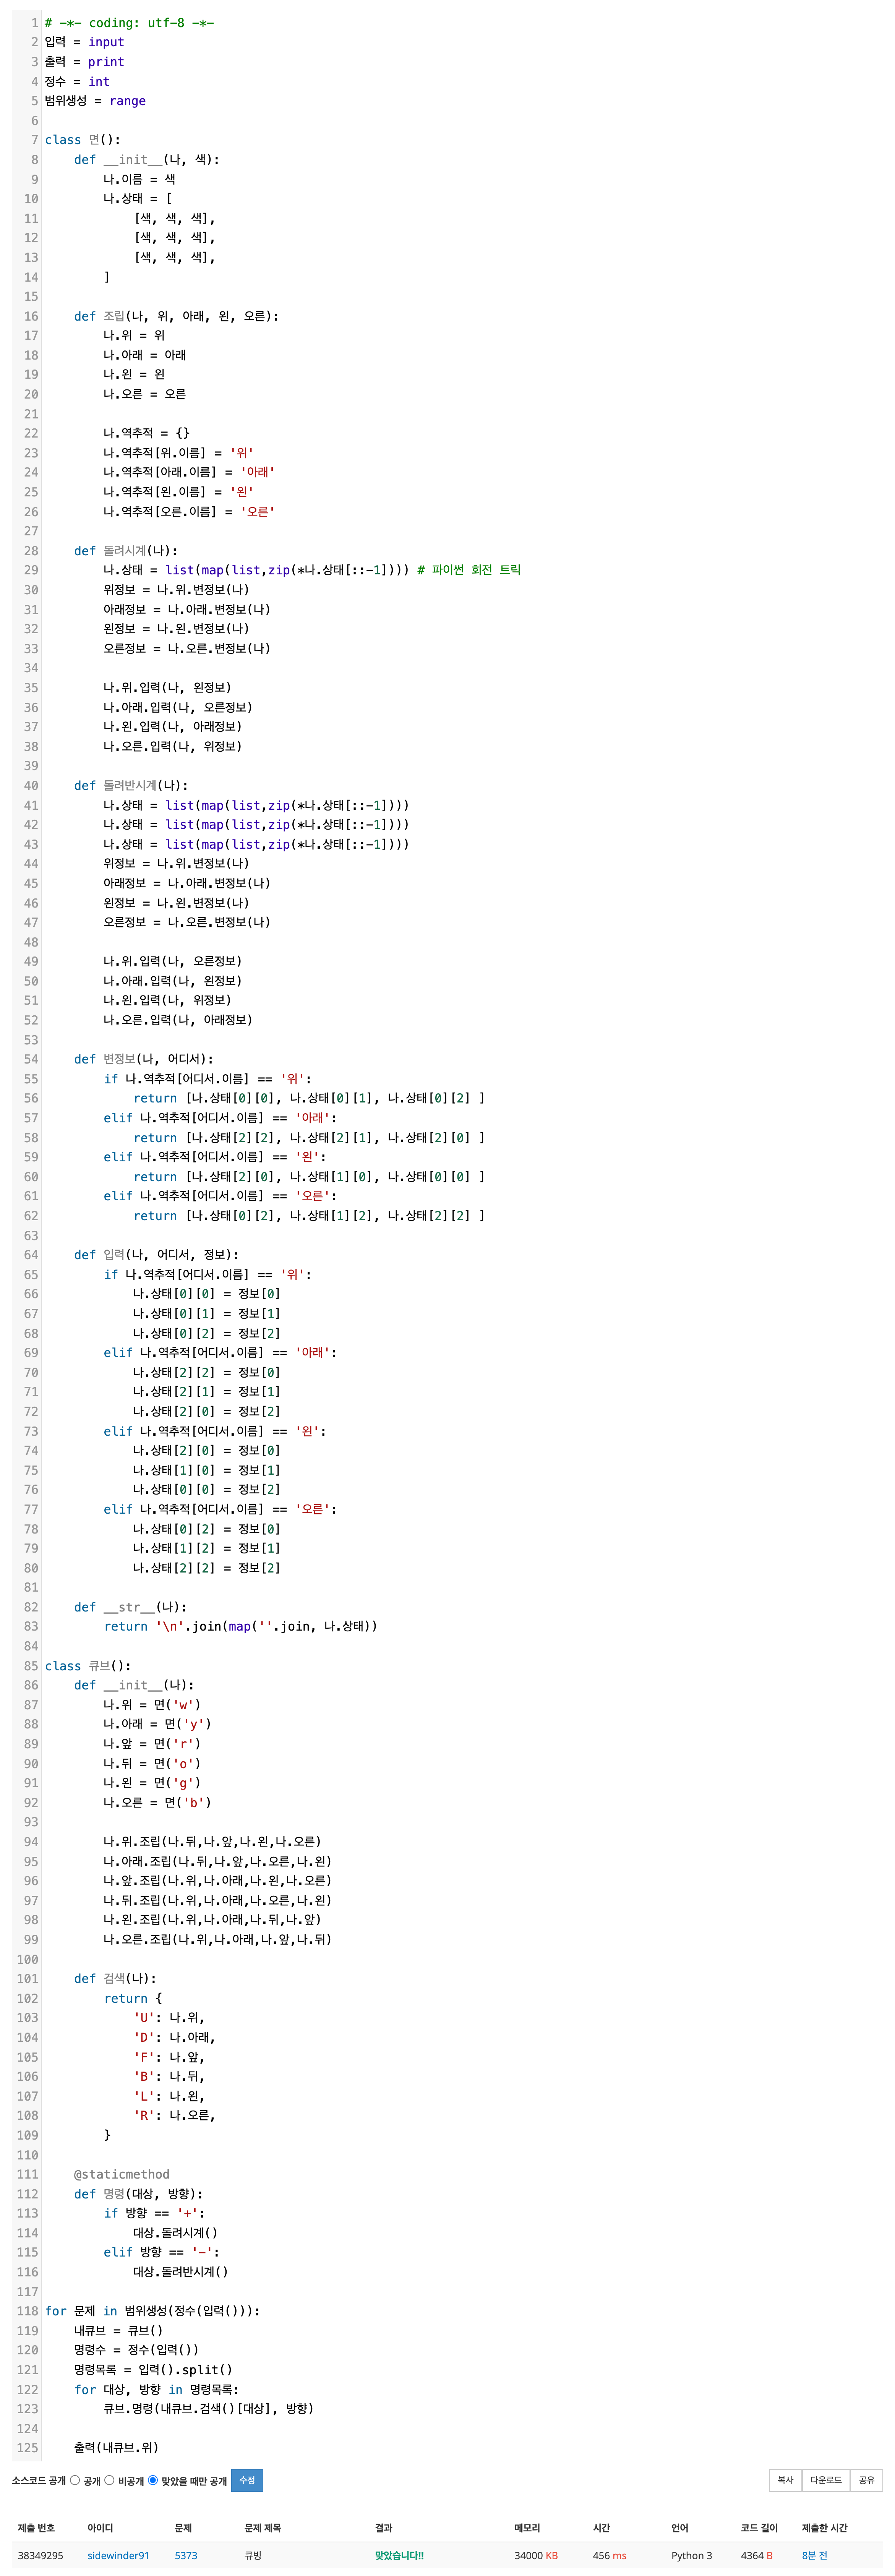 1 # -*- coding: utf-8 -*-
2 입력 = input
3 출력 = print
4 정수 = int
5 범위생성 = range
6
7 class 면():
8     def __init__(나, 색):
9         나.이름 = 색
10         나.상태 = [
11             [색, 색, 색],
12             [색, 색, 색],
13             [색, 색, 색],
14         ]
15
16     def 조립(나, 위, 아래, 왼, 오른):
17         나.위 = 위
18         나.아래 = 아래
19         나.왼 = 왼
20         나.오른 = 오른
21
22         나.역추적 = {}
23         나.역추적[위.이름] = '위'
24         나.역추적[아래.이름] = '아래'
25         나.역추적[왼.이름] = '왼'
26         나.역추적[오른.이름] = '오른'
27
28     def 돌려시계(나):
29         나.상태 = list(map(list,zip(*나.상태[::-1]))) # 파이썬 회전 트릭
30         위정보 = 나.위.변정보(나)
31         아래정보 = 나.아래.변정보(나)
32         왼정보 = 나.왼.변정보(나)
33         오른정보 = 나.오른.변정보(나)
34
35         나.위.입력(나, 왼정보)
36         나.아래.입력(나, 오른정보)
37         나.왼.입력(나, 아래정보)
38         나.오른.입력(나, 위정보)
39
40     def 돌려반시계(나):
41         나.상태 = list(map(list,zip(*나.상태[::-1])))
42         나.상태 = list(map(list,zip(*나.상태[::-1])))
43         나.상태 = list(map(list,zip(*나.상태[::-1])))
44         위정보 = 나.위.변정보(나)
45         아래정보 = 나.아래.변정보(나)
46         왼정보 = 나.왼.변정보(나)
47         오른정보 = 나.오른.변정보(나)
48
49         나.위.입력(나, 오른정보)
50         나.아래.입력(나, 왼정보)
51         나.왼.입력(나, 위정보)
52         나.오른.입력(나, 아래정보)
53
54     def 변정보(나, 어디서):
55         if 나.역추적[어디서.이름] == '위':
56             return [나.상태[0][0], 나.상태[0][1], 나.상태[0][2] ]
57         elif 나.역추적[어디서.이름] == '아래':
58             return [나.상태[2][2], 나.상태[2][1], 나.상태[2][0] ]
59         elif 나.역추적[어디서.이름] == '왼':
60             return [나.상태[2][0], 나.상태[1][0], 나.상태[0][0] ]
61         elif 나.역추적[어디서.이름] == '오른':
62             return [나.상태[0][2], 나.상태[1][2], 나.상태[2][2] ]
63
64     def 입력(나, 어디서, 정보):
65         if 나.역추적[어디서.이름] == '위':
66             나.상태[0][0] = 정보[0]
67             나.상태[0][1] = 정보[1]
68             나.상태[0][2] = 정보[2]
69         elif 나.역추적[어디서.이름] == '아래':
70             나.상태[2][2] = 정보[0]
71             나.상태[2][1] = 정보[1]
72             나.상태[2][0] = 정보[2]
73         elif 나.역추적[어디서.이름] == '왼':
74             나.상태[2][0] = 정보[0]
75             나.상태[1][0] = 정보[1]
76             나.상태[0][0] = 정보[2]
77         elif 나.역추적[어디서.이름] == '오른':
78             나.상태[0][2] = 정보[0]
79             나.상태[1][2] = 정보[1]
80             나.상태[2][2] = 정보[2]
81
82     def __str__(나):
83         return '\n'.join(map(''.join, 나.상태))
84
85 class 큐브():
86     def __init__(나):
87         나.위 = 면('w')
88         나.아래 = 면('y')
89         나.앞 = 면('r')
90         나.뒤 = 면('o')
91         나.왼 = 면('g')
92         나.오른 = 면('b')
93
94         나.위.조립(나.뒤,나.앞,나.왼,나.오른)
95         나.아래.조립(나.뒤,나.앞,나.오른,나.왼)
96         나.앞.조립(나.위,나.아래,나.왼,나.오른)
97         나.뒤.조립(나.위,나.아래,나.오른,나.왼)
98         나.왼.조립(나.위,나.아래,나.뒤,나.앞)
99         나.오른.조립(나.위,나.아래,나.앞,나.뒤)
100
101     def 검색(나):
102         return {
103             'U': 나.위,
104             'D': 나.아래,
105             'F': 나.앞,
106             'B': 나.뒤,
107             'L': 나.왼,
108             'R': 나.오른,
109         }
110
111     @staticmethod
112     def 명령(대상, 방향):
113         if 방향 == '+':
114             대상.돌려시계()
115         elif 방향 == '-':
116             대상.돌려반시계()
117
118 for 문제 in 범위생성(정수(입력())):
119     내큐브 = 큐브()
120     명령수 = 정수(입력())
121     명령목록 = 입력().split()
122     for 대상, 방향 in 명령목록:
123         큐브.명령(내큐브.검색()[대상], 방향)
124
125     출력(내큐브.위)
소스코드 공개 공개 비공개 맞았을 때만 공개 수정 복사 다운로드 공유
제출 번호 아이디 문제 문제 제목 결과 메모리 시간 언어 코드 길이 제출한 시간
38349295 sidewinder91 5373 큐빙 맞았습니다!! 34000 KB 456 ms Python 3 4364 B 8분 전